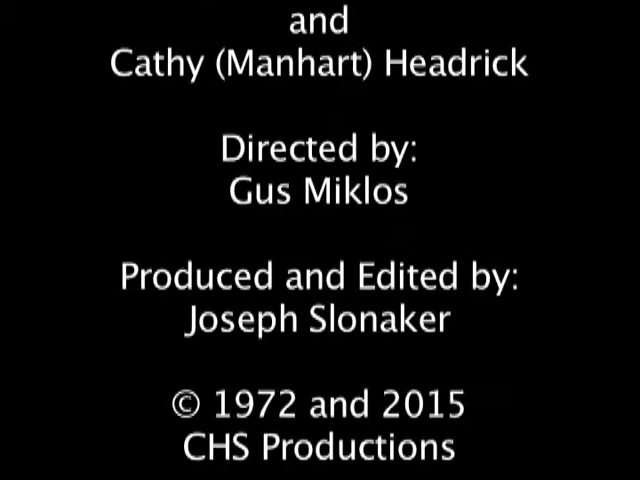 and
Cathy (Manhart) Headrick
Directed by:
Gus Miklos
Produced and Edited by:
Joseph Slonaker
© 1972 and 2015
CHS Productions